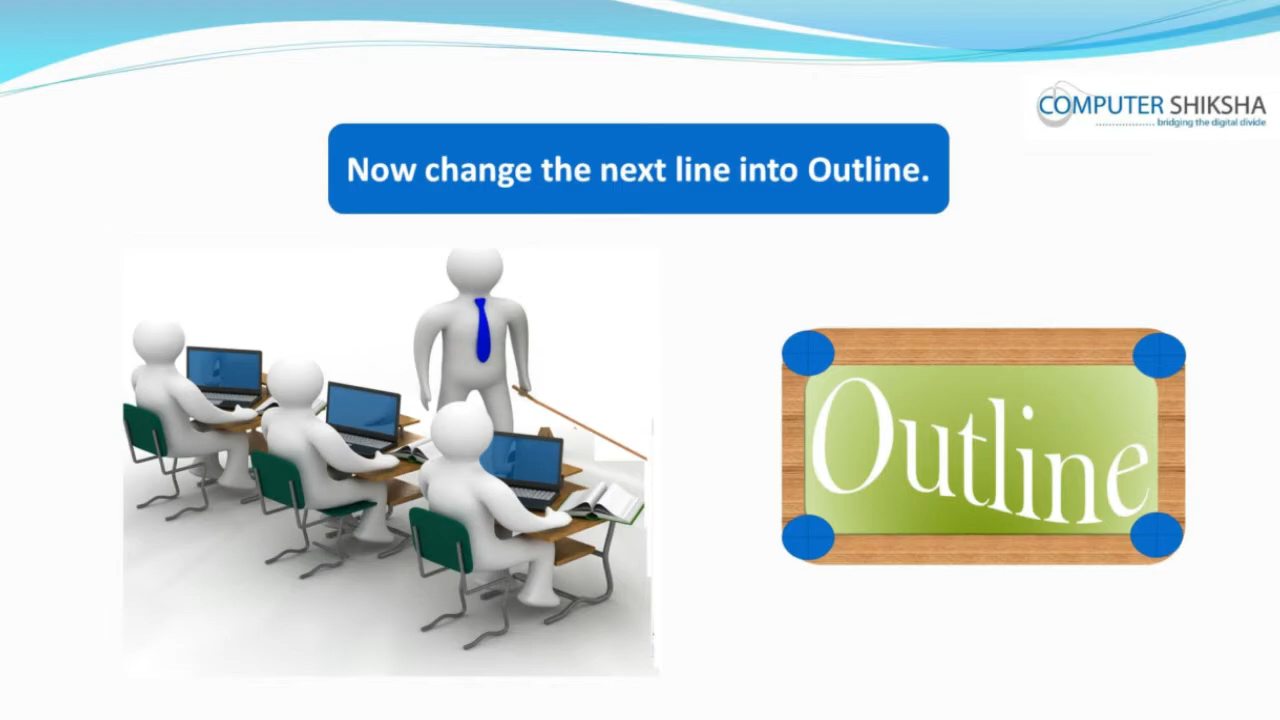 COMPUTER SHIKSHA
bridging the digital divide
Now change the next line into Outline.
Outline